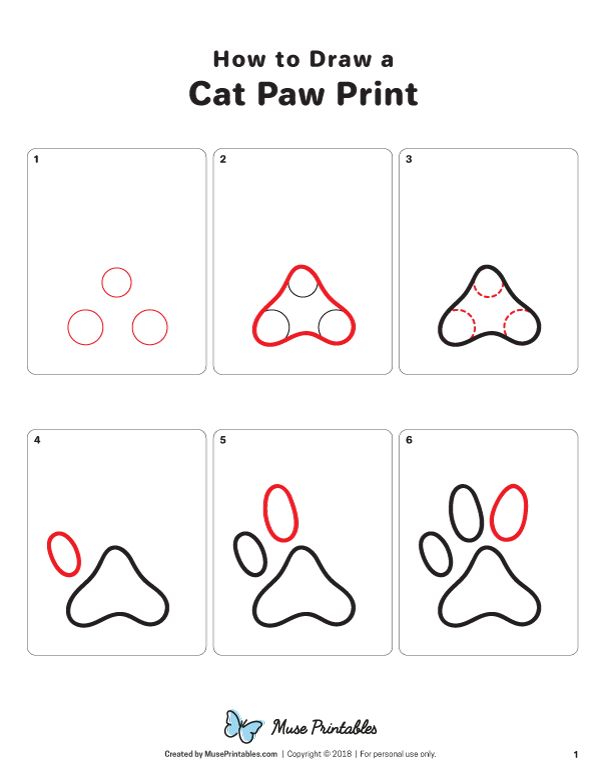 How to Draw a
Cat Paw Print
1
2
3
4
5
6
Muse Printables
Created by MusePrintables.com | Copyright © 2018 | For personal use only.
1